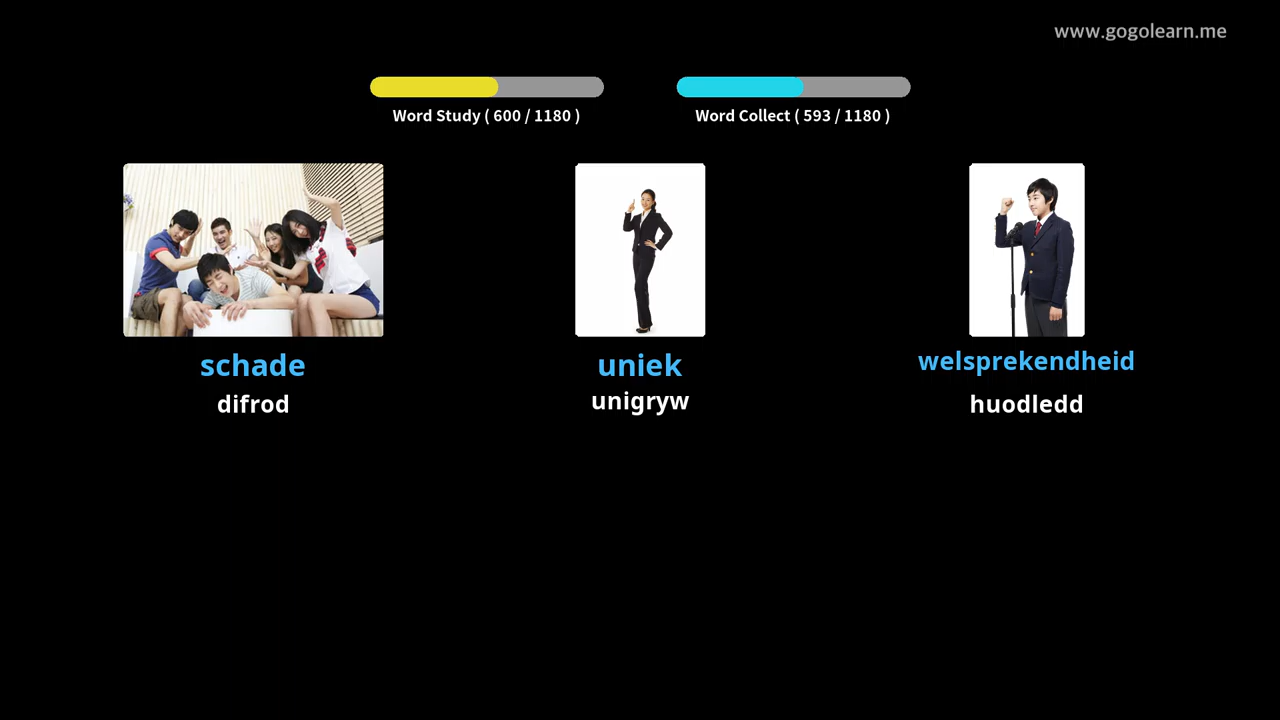 www.gogolearn.me
Word Study ( 600 / 1180 )
Word Collect ( 593 / 1180 )
schade
difrod
uniek
unigryw
welsprekendheid
huodledd